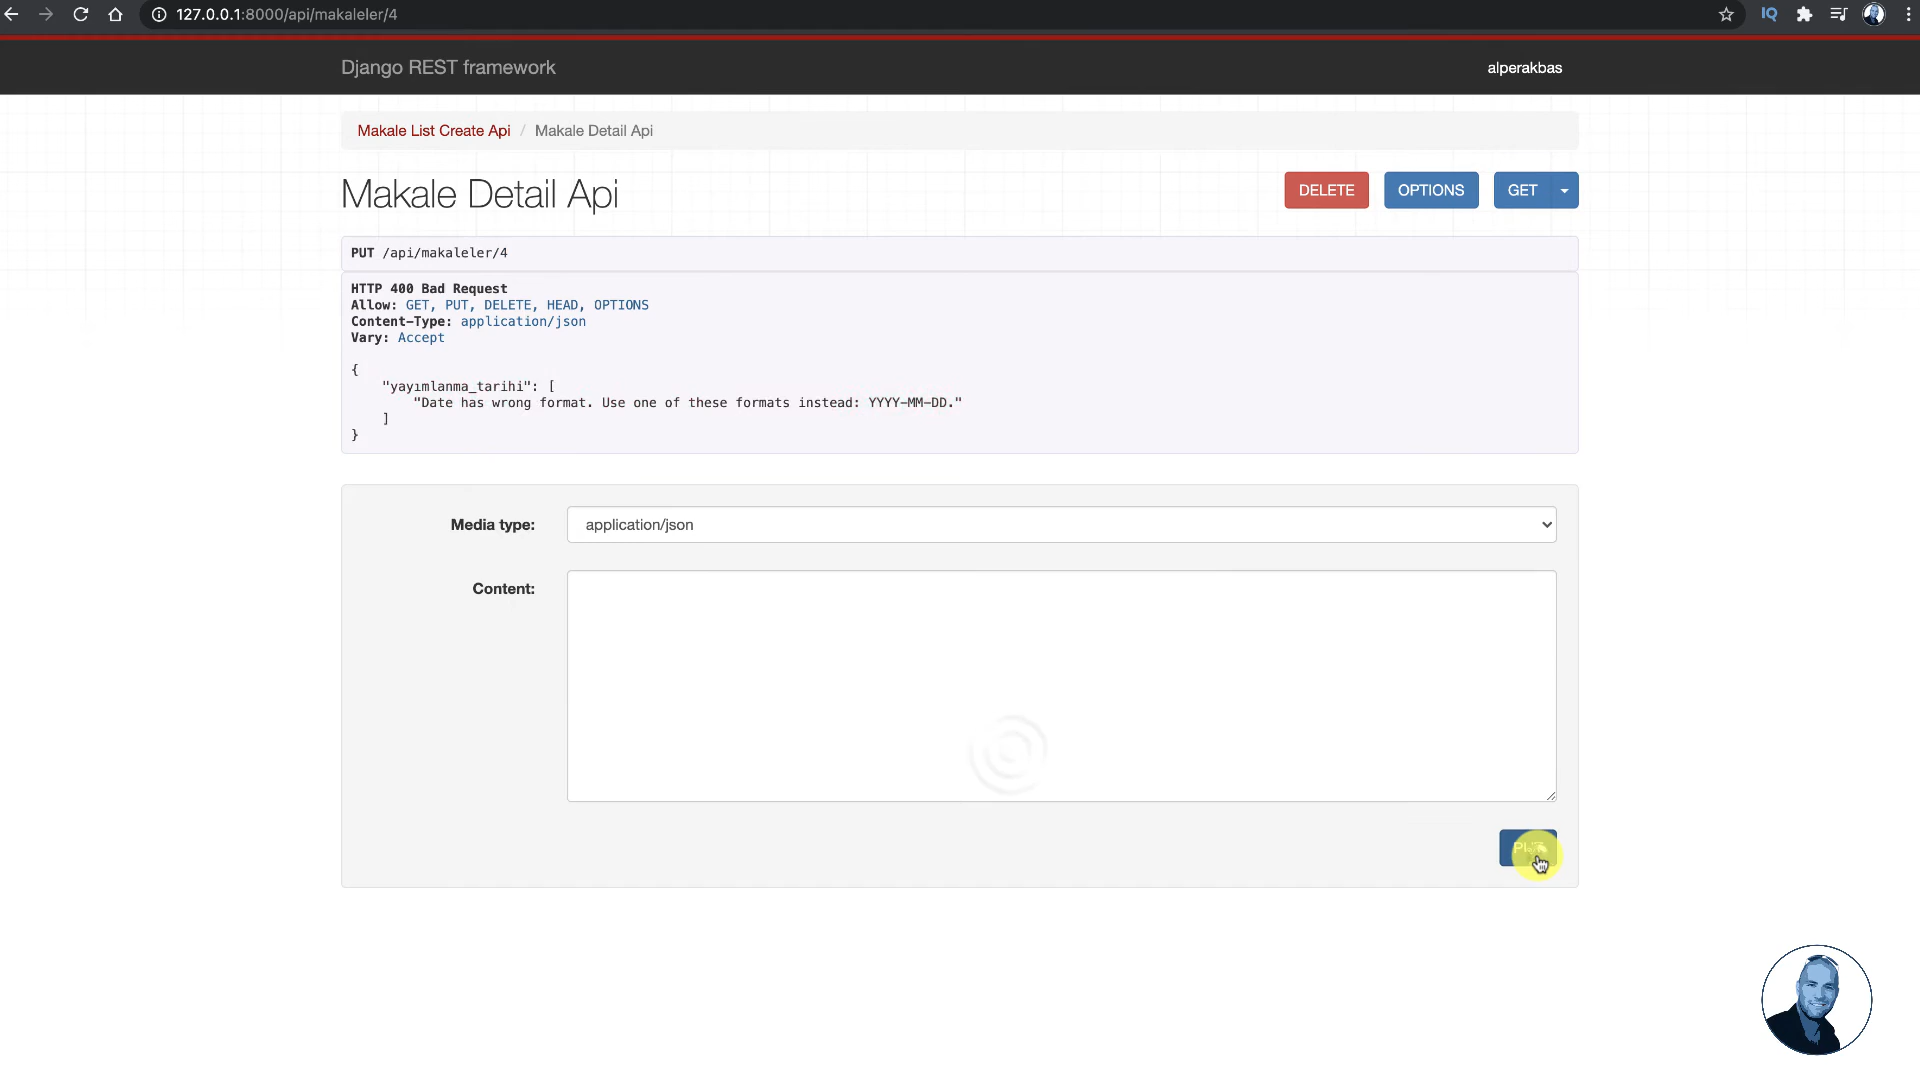 127.0.0.1:8000/api/makaleler/4
IQ
Django REST framework
alperakbas
Makale List Create Api / Makale Detail Api
Makale Detail Api
DELETE
OPTIONS
GET
PUT /api/makaleler/4
HTTP 400 Bad Request
Allow: GET, PUT, DELETE, HEAD, OPTIONS
Content-Type: application/json
Vary: Accept
{
"yayımlanma_tarihi": [
"Date has wrong format. Use one of these formats instead: YYYY-MM-DD."
]
}
Media type:
application/json
Content: